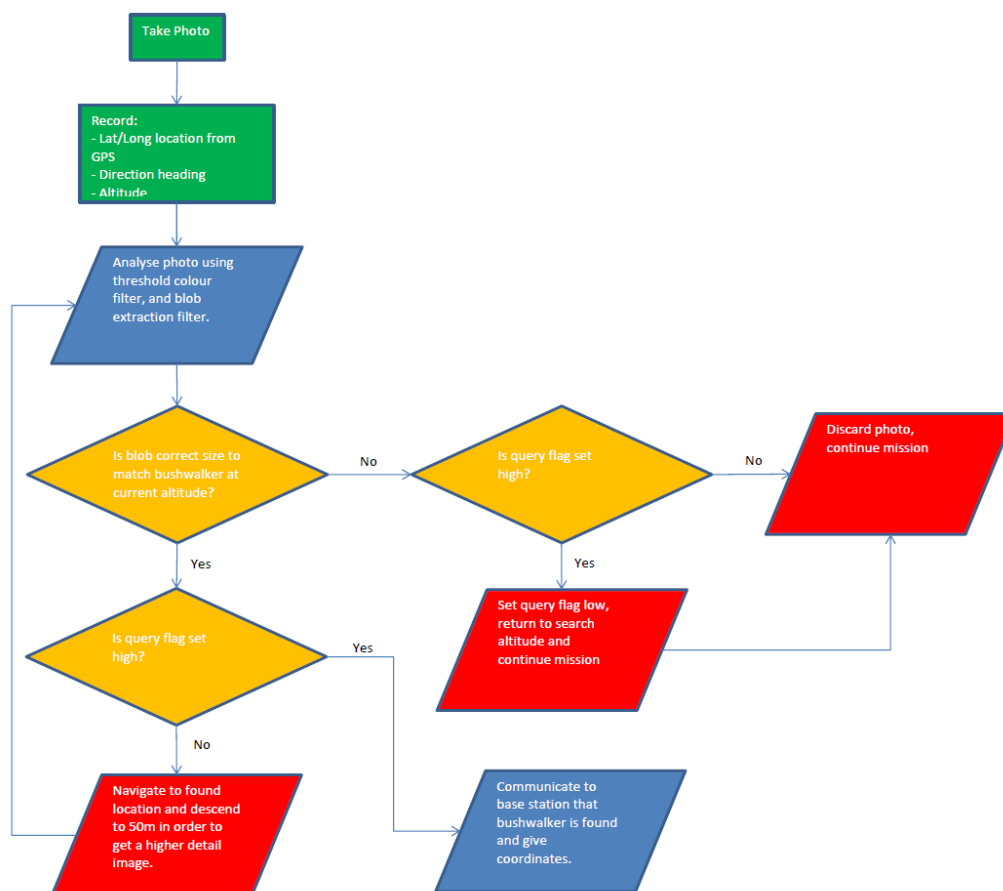 Take Photo
Record:
- Lat/Long location from
GPS
- Direction heading
- Altitude
Analyse photo using
threshold colour
filter, and blob
extraction filter.
Is blob correct size to
match bushwalker at
current altitude?
No
Is query flag set
high?
No
Discard photo,
continue mission
Yes
Yes
Set query flag low,
return to search
altitude and
continue mission
Is query flag set
high?
Yes
No
Navigate to found
location and descend
to 50m in order to
get a higher detail
image.
Communicate to
base station that
bushwalker is found
and give
coordinates.